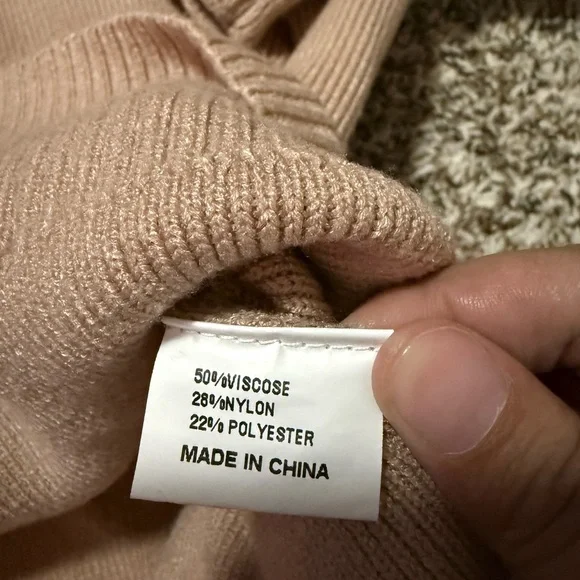 50%VISCOSE
28%NYLON
22% POLYESTER
MADE IN CHINA